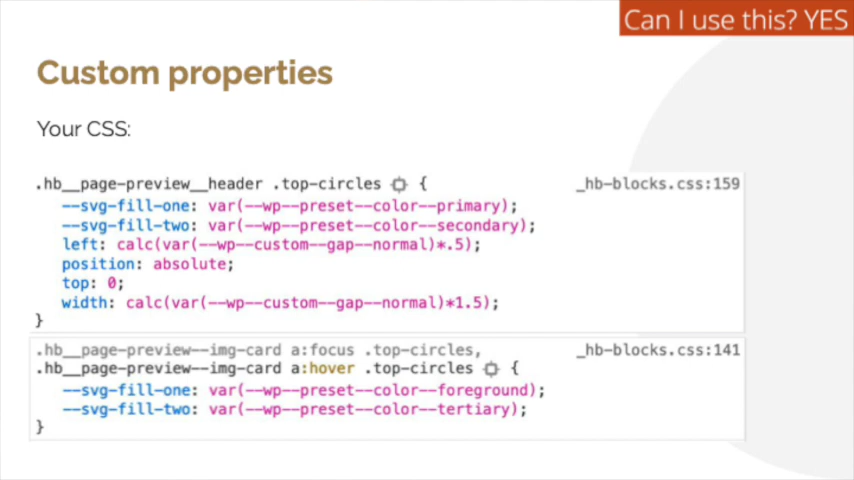 Can I use this? YES
Custom properties
Your CSS:
.hb__page-preview__header .top-circles { _hb-blocks.css:159
--svg-fill-one: var(--wp--preset--color--primary);
--svg-fill-two: var(--wp--preset--color--secondary);
left: calc(var(--wp--custom--gap--normal)*.5);
position: absolute;
top: 0;
width: calc(var(--wp--custom--gap--normal)*1.5);
}
.hb__page-preview--img-card a:focus .top-circles, _hb-blocks.css:141
.hb__page-preview--img-card a:hover .top-circles {
--svg-fill-one: var(--wp--preset--color--foreground);
--svg-fill-two: var(--wp--preset--color--tertiary);
}